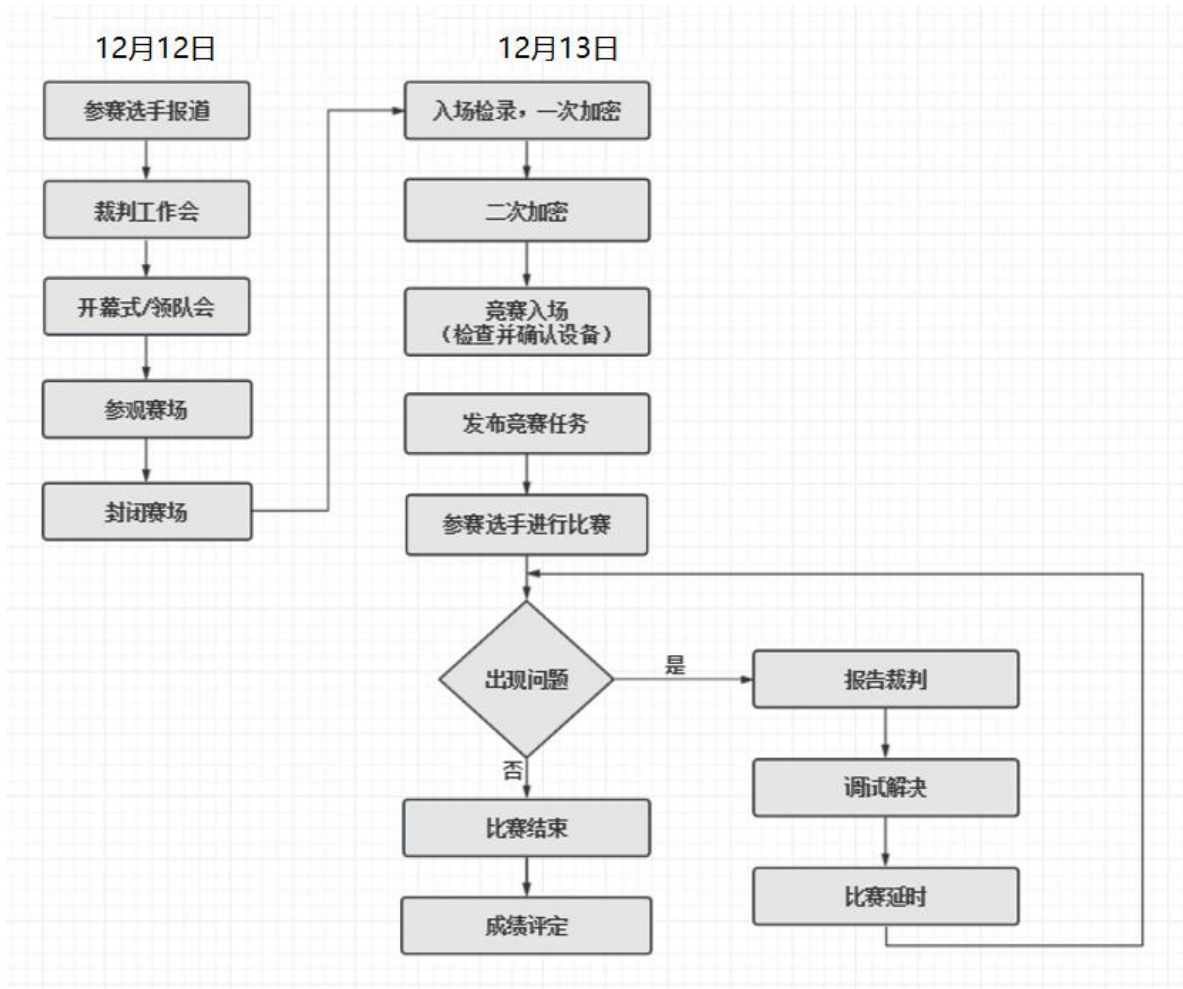 12月12日
参赛选手报道
裁判工作会
开幕式/领队会
参观赛场
封闭赛场
12月13日
入场检录，一次加密
二次加密
竞赛入场
（检查并确认设备）
发布竞赛任务
参赛选手进行比赛
出现问题
是
报告裁判
调试解决
比赛延时
否
比赛结束
成绩评定